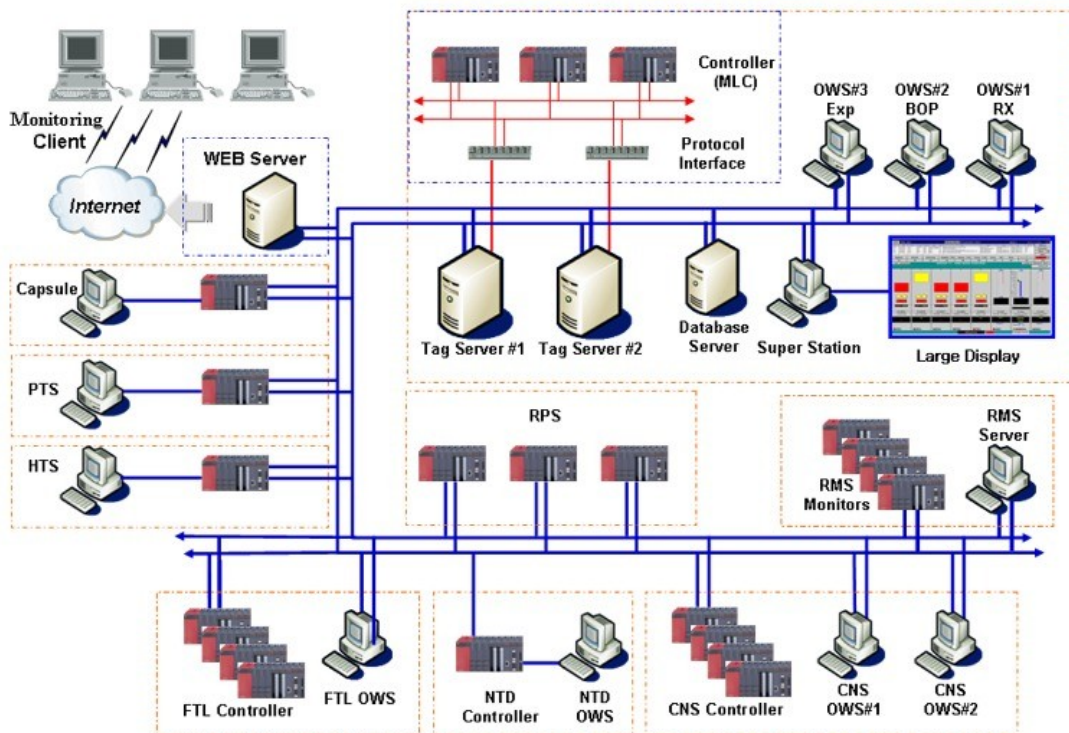 Monitoring
Client
Internet
WEB Server
Controller
(MLC)
Protocol
Interface
OWS#3
Exp
OWS#2
BOP
OWS#1
RX
Tag Server #1
Tag Server #2
Database
Server
Super Station
Large Display
Capsule
PTS
HTS
RPS
RMS
Monitors
RMS
Server
FTL Controller
FTL OWS
NTD
Controller
NTD
OWS
CNS Controller
CNS
OWS#1
CNS
OWS#2